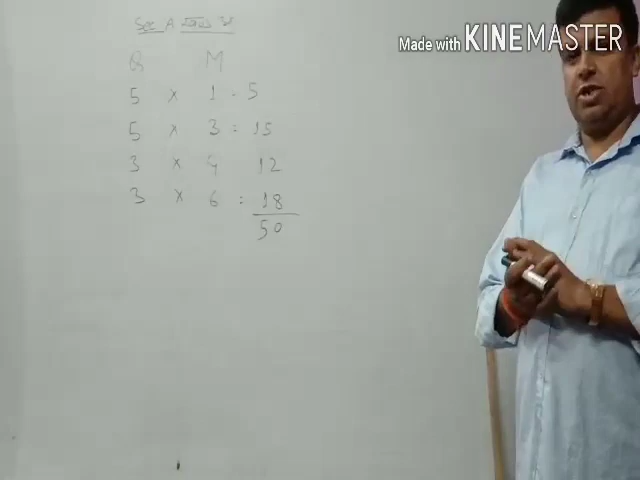 Made with KINEMASTER
Sec A
Q M
5 x 1 = 5
5 x 3 = 15
3 x 4 12
3 x 6 = 18
50